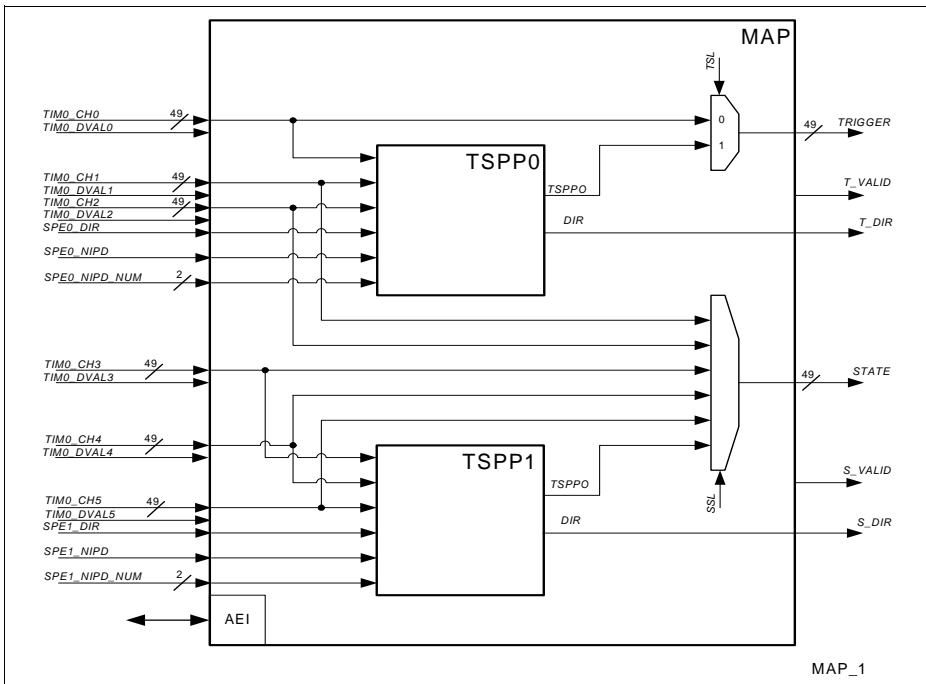 MAP
TSL
TIM0_CH0 49
TIM0_DVAL0
0
1
49 TRIGGER
TSPP0
TIM0_CH1 49
TIM0_DVAL1
TIM0_CH2 49
TIM0_DVAL2
SPE0_DIR
SPE0_NIPD
SPE0_NIPD_NUM 2
TSPPO
DIR
T_VALID
T_DIR
TIM0_CH3 49
TIM0_DVAL3
49 STATE
TIM0_CH4 49
TIM0_DVAL4
TSPP1
TIM0_CH5 49
TIM0_DVAL5
SPE1_DIR
SPE1_NIPD
SPE1_NIPD_NUM 2
TSPPO
DIR
SSL
S_VALID
S_DIR
AEI
MAP_1